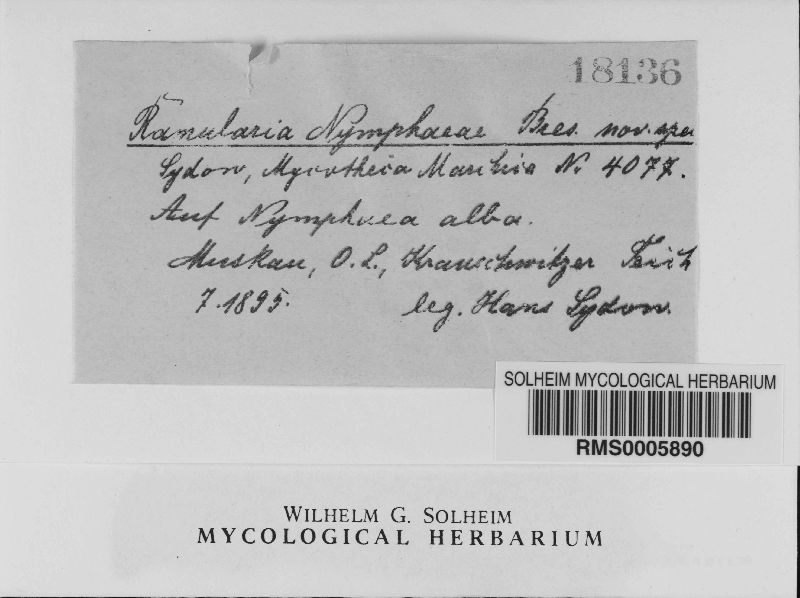 18136
Ramularia Nymphaeae Bres. nov. spec
Sydow, Mycotheca Marchica No 4077.
Auf Nymphaea alba.
Muskau, O. L., Krauschwitzer Teich
7. 1895. leg. Hans Sydow.
SOLHEIM MYCOLOGICAL HERBARIUM
RMS0005890
WILHELM G. SOLHEIM
MYCOLOGICAL HERBARIUM